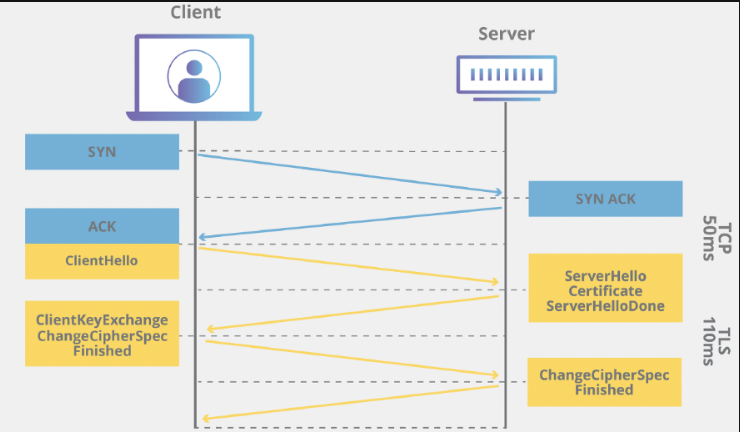 Client
Server
SYN
SYN ACK
ACK
TCP
50ms
ClientHello
ServerHello
Certificate
ServerHelloDone
ClientKeyExchange
ChangeCipherSpec
Finished
TLS
110ms
ChangeCipherSpec
Finished